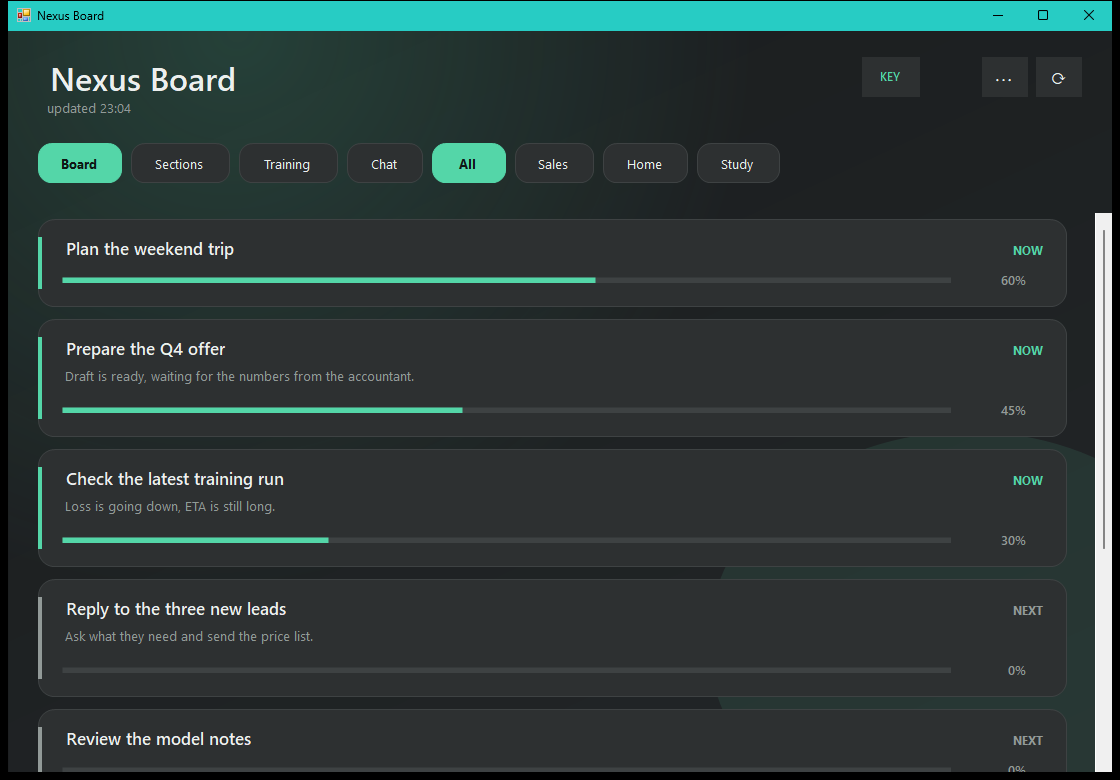 Nexus Board
Nexus Board
updated 23:04
KEY
...
Board Sections Training Chat All Sales Home Study
Plan the weekend trip
NOW
60%
Prepare the Q4 offer
NOW
Draft is ready, waiting for the numbers from the accountant.
45%
Check the latest training run
NOW
Loss is going down, ETA is still long.
30%
Reply to the three new leads
NEXT
Ask what they need and send the price list.
0%
Review the model notes
NEXT
0%